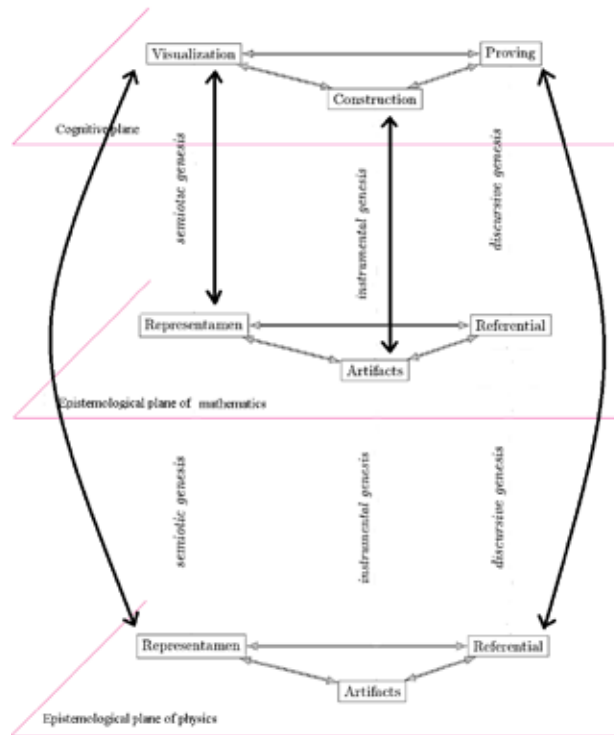 Visualization
Proving
Construction
Cognitive plane
semiotic genesis
instrumental genesis
discursive genesis
Representamen
Referential
Artifacts
Epistemological plane of mathematics
semiotic genesis
instrumental genesis
discursive genesis
Representamen
Referential
Artifacts
Epistemological plane of physics